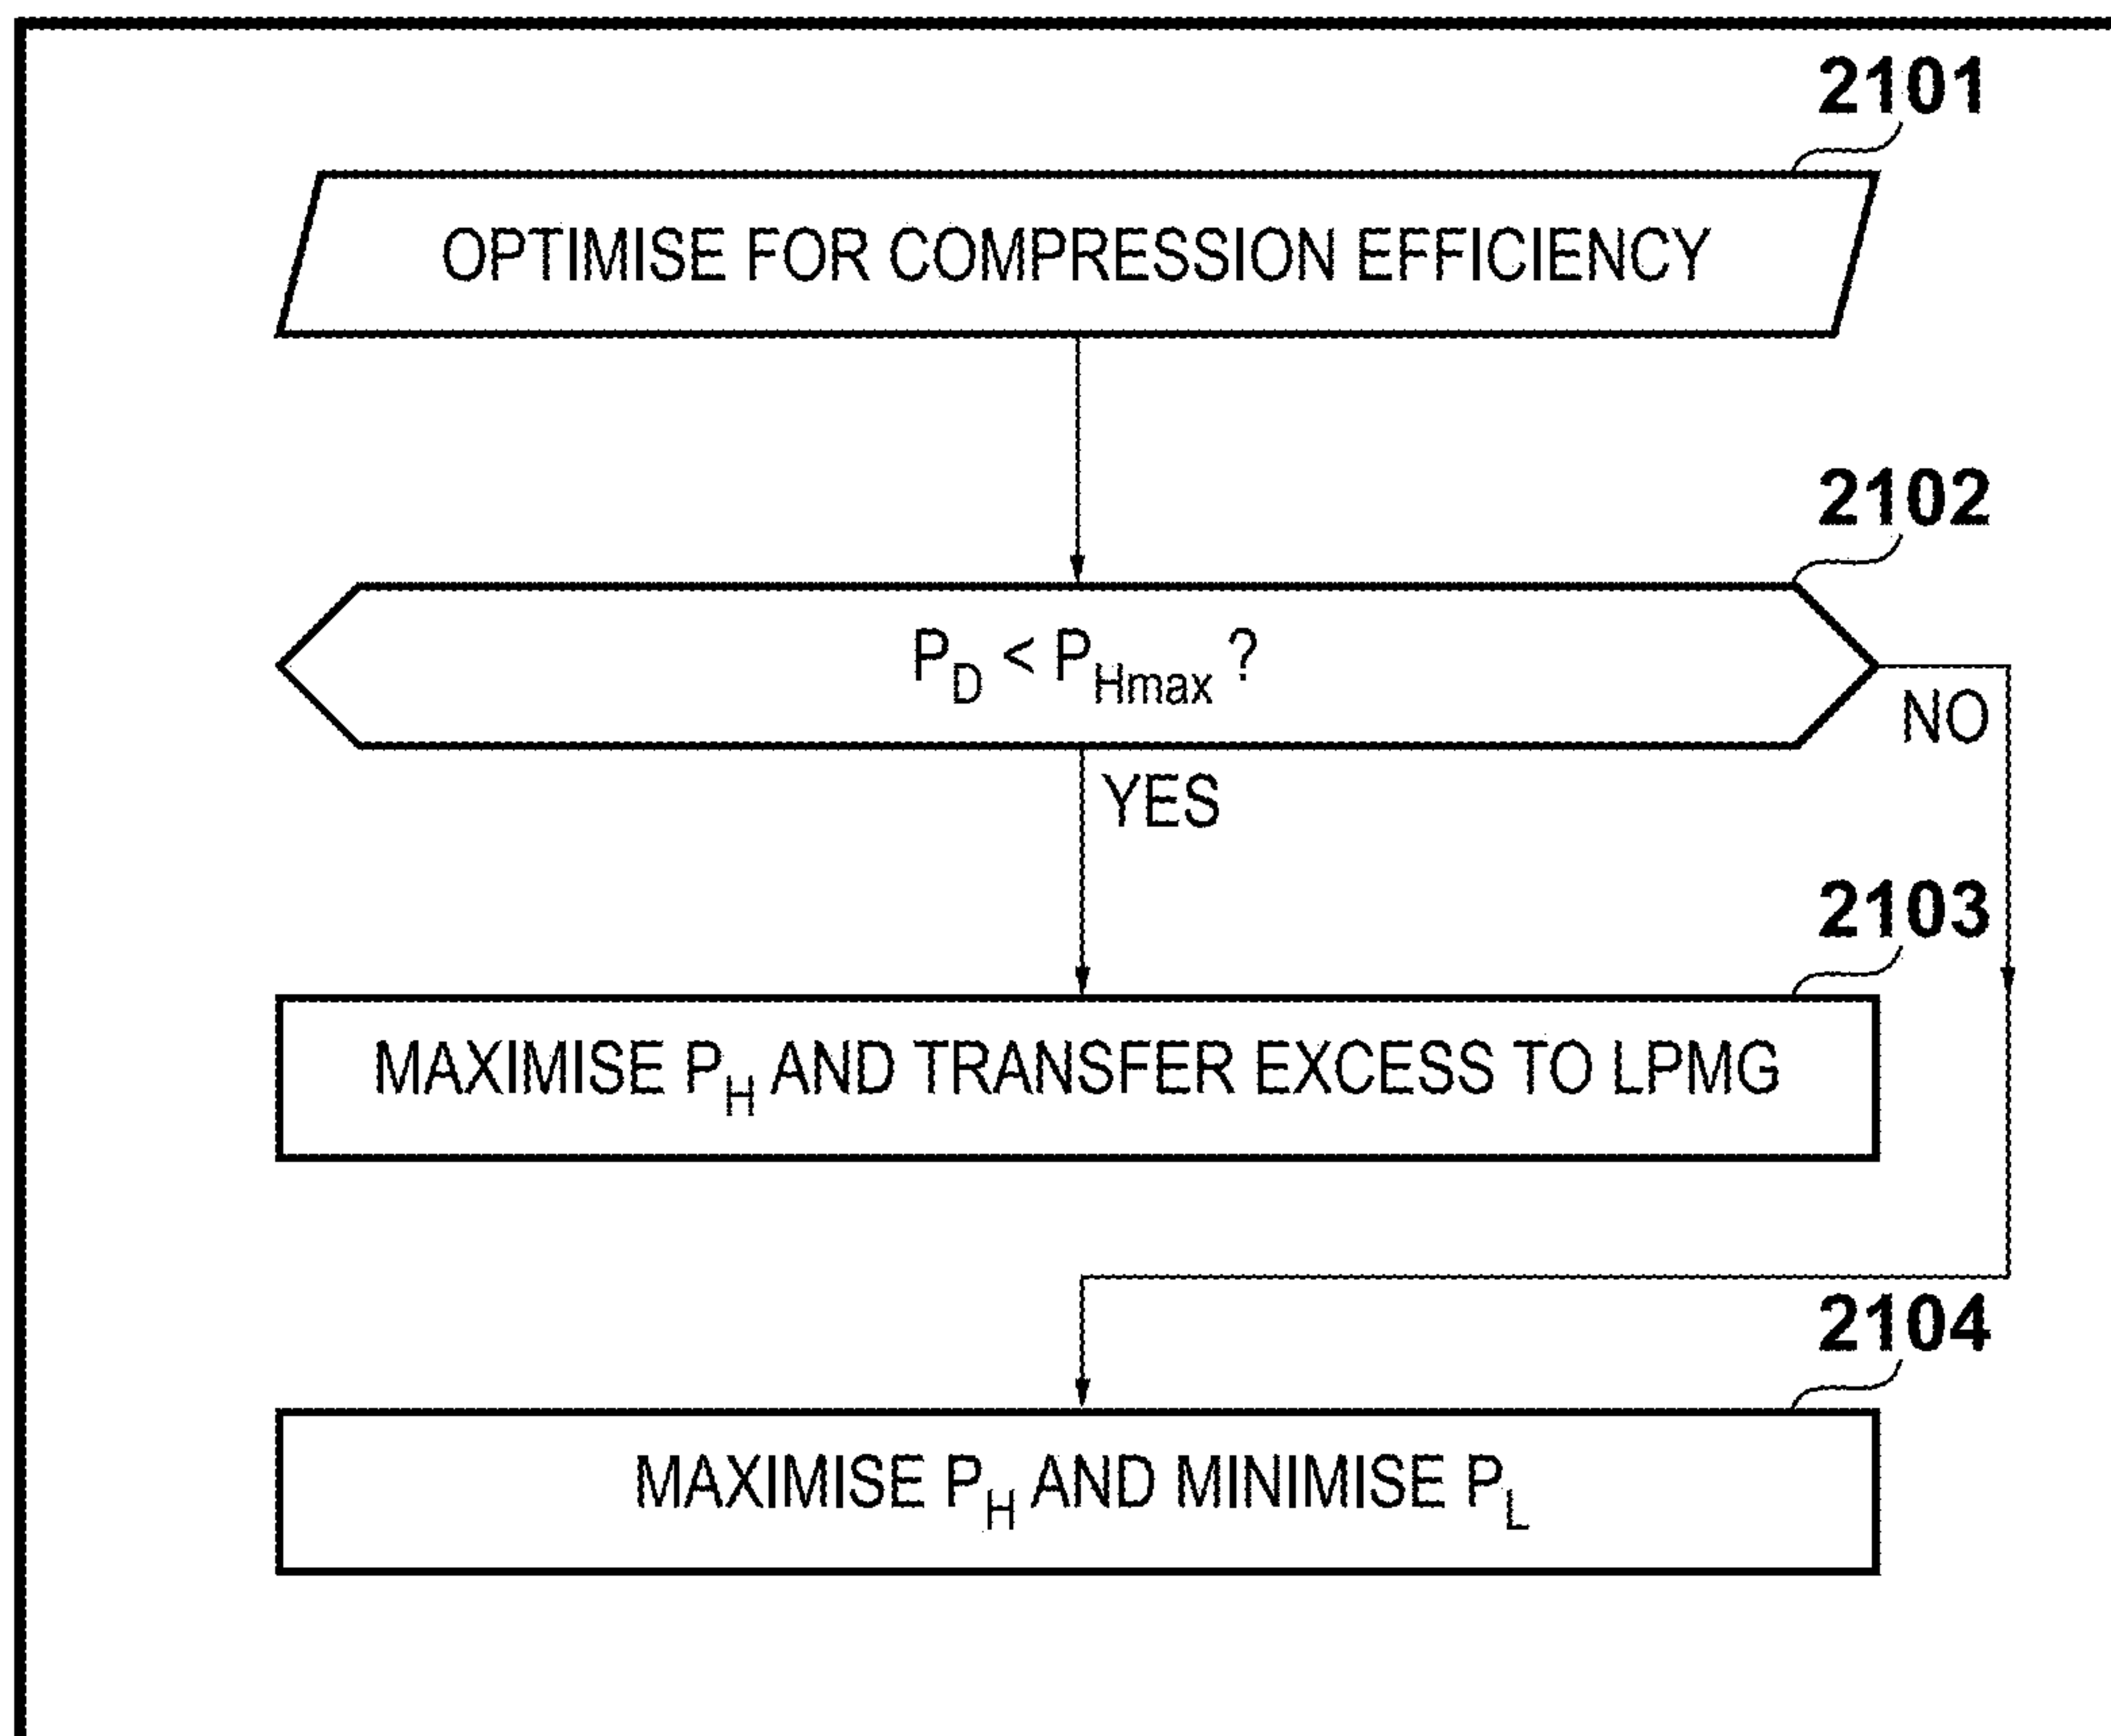 2101
OPTIMISE FOR COMPRESSION EFFICIENCY
2102
P_D < P_Hmax ?
NO
YES
2103
MAXIMISE P_H AND TRANSFER EXCESS TO LPMG
2104
MAXIMISE P_H AND MINIMISE P_L